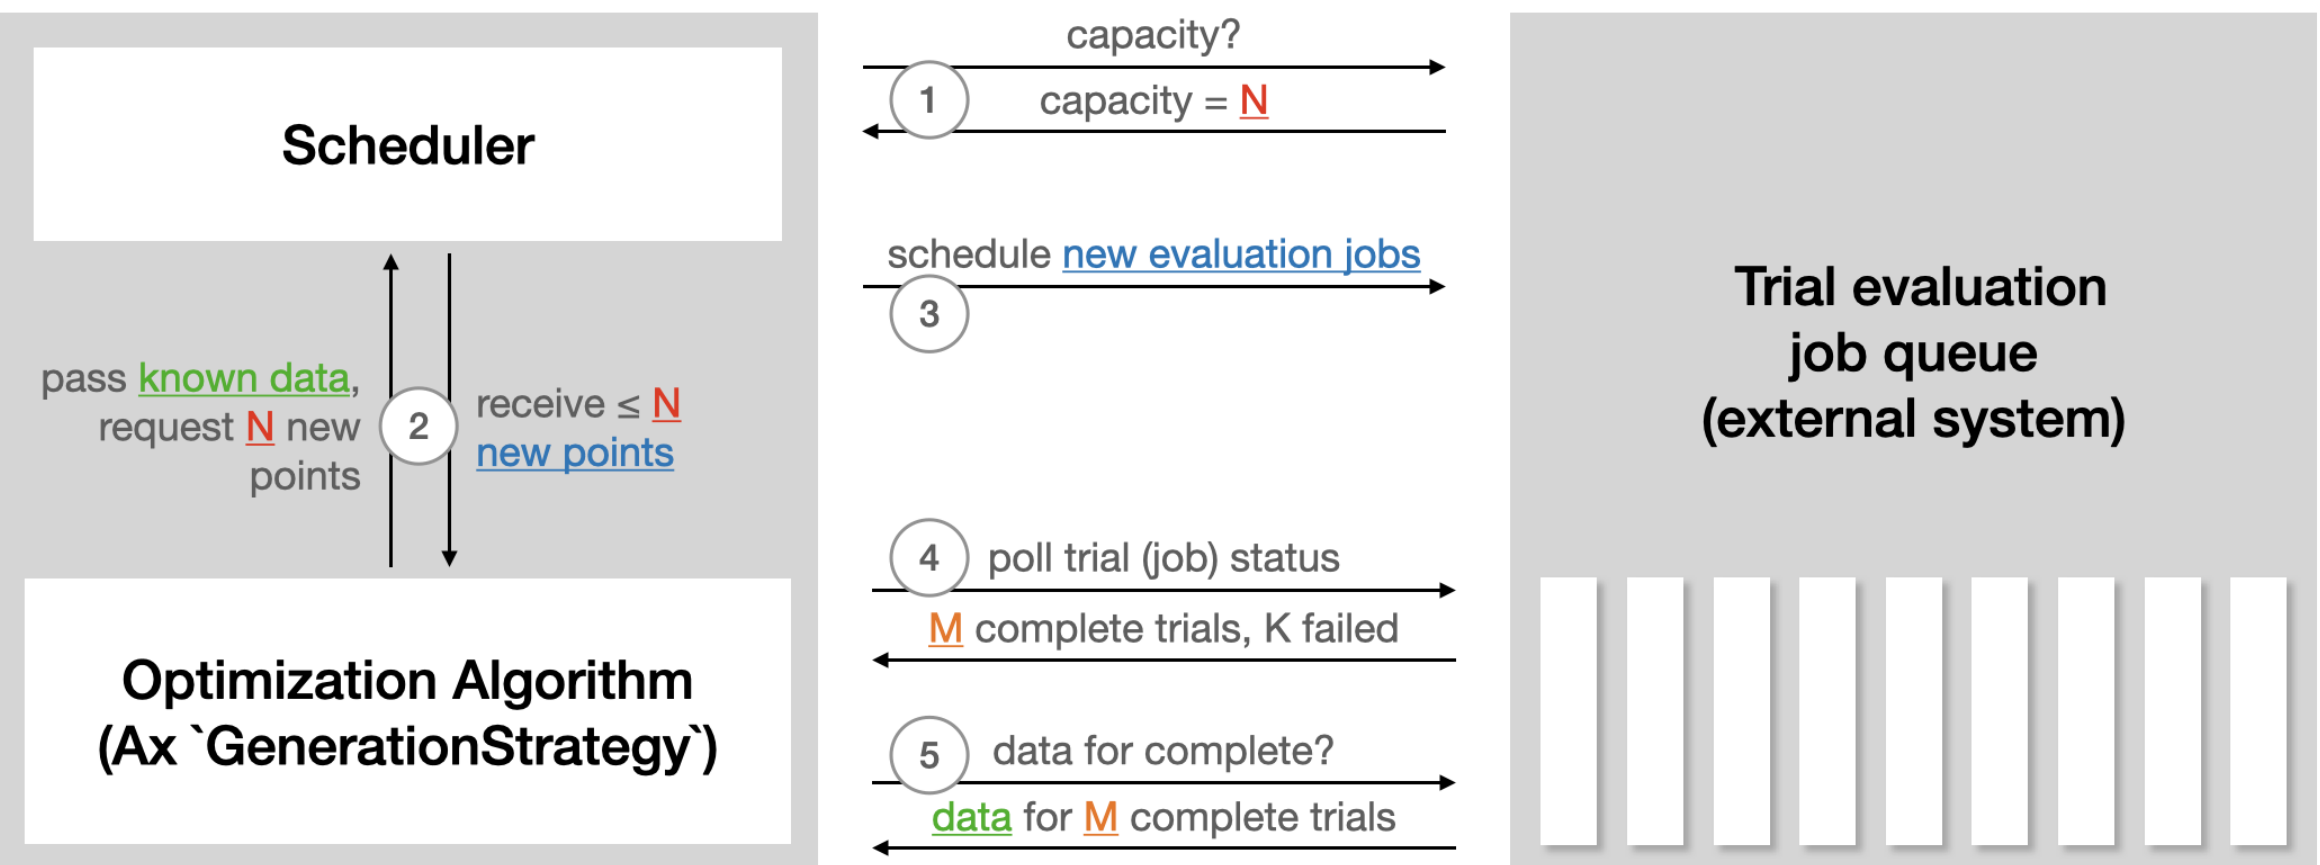 Scheduler
pass known data,
request N new
points
2
receive ≤ N
new points
Optimization Algorithm
(Ax `GenerationStrategy`)
capacity?
1
capacity = N
schedule new evaluation jobs
3
4
poll trial (job) status
M complete trials, K failed
5
data for complete?
data for M complete trials
Trial evaluation
job queue
(external system)